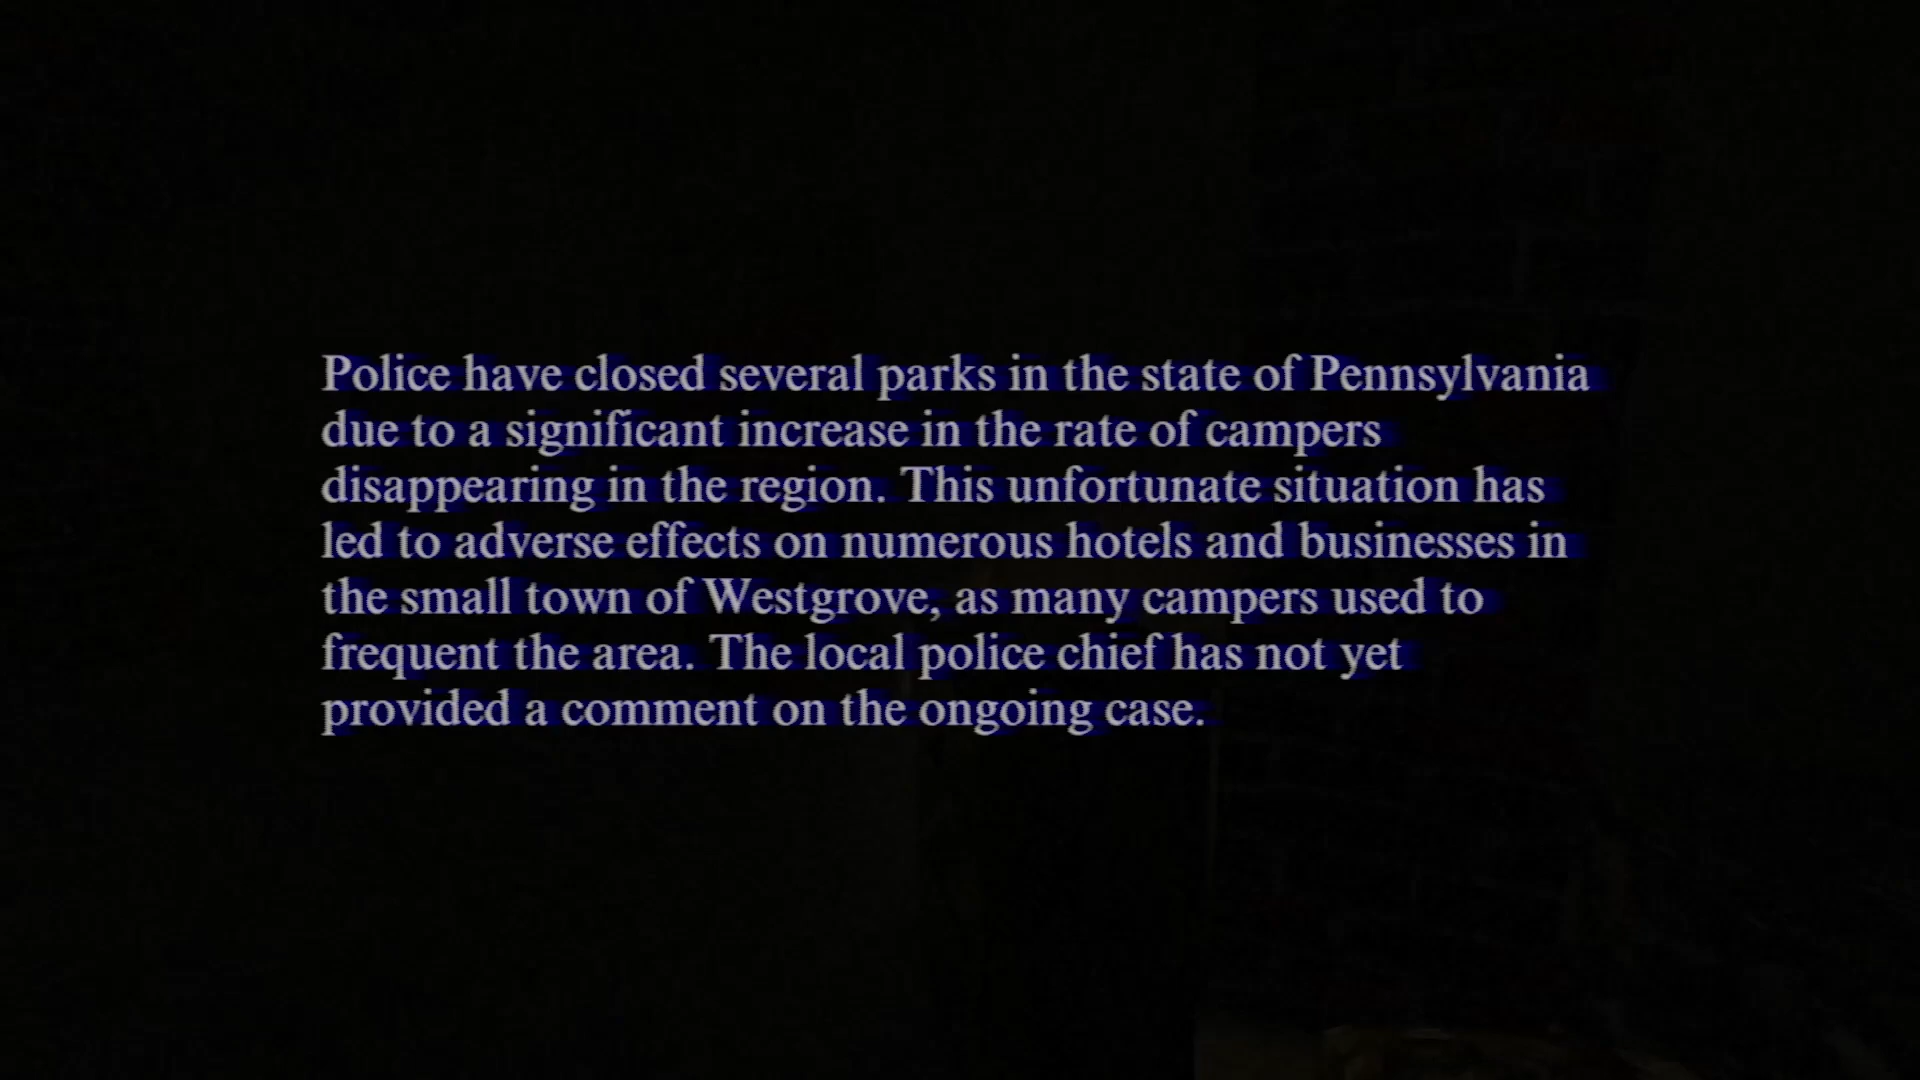 Police have closed several parks in the state of Pennsylvania
due to a significant increase in the rate of campers
disappearing in the region. This unfortunate situation has
led to adverse effects on numerous hotels and businesses in
the small town of Westgrove, as many campers used to
frequent the area. The local police chief has not yet
provided a comment on the ongoing case.